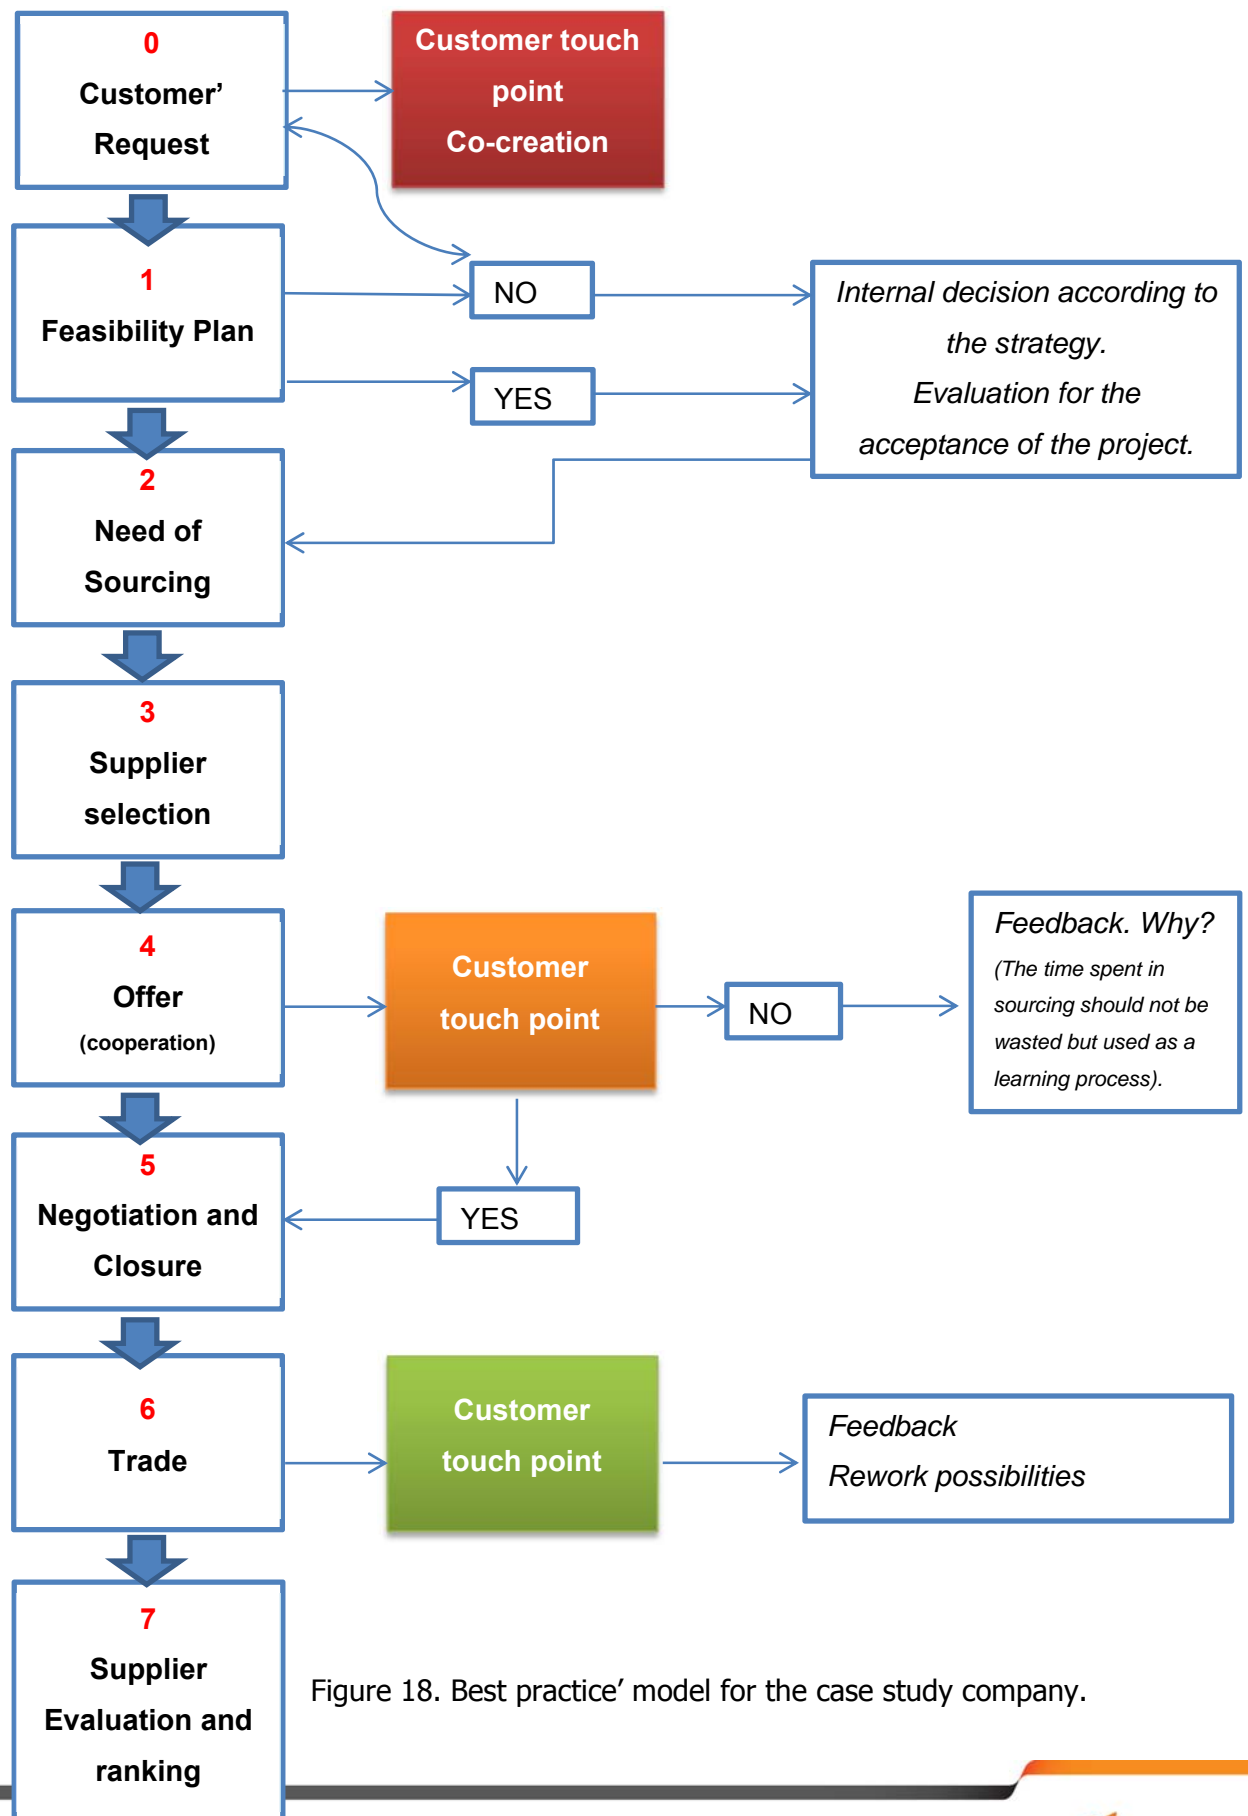 0
Customer’
Request
Customer touch
point
Co-creation
1
Feasibility Plan
NO
YES
Internal decision according to
the strategy.
Evaluation for the
acceptance of the project.
2
Need of
Sourcing
3
Supplier
selection
4
Offer
(cooperation)
Customer
touch point
NO
Feedback. Why?
(The time spent in
sourcing should not be
wasted but used as a
learning process).
5
Negotiation and
Closure
YES
6
Trade
Customer
touch point
Feedback
Rework possibilities
7
Supplier
Evaluation and
ranking
Figure 18. Best practice’ model for the case study company.